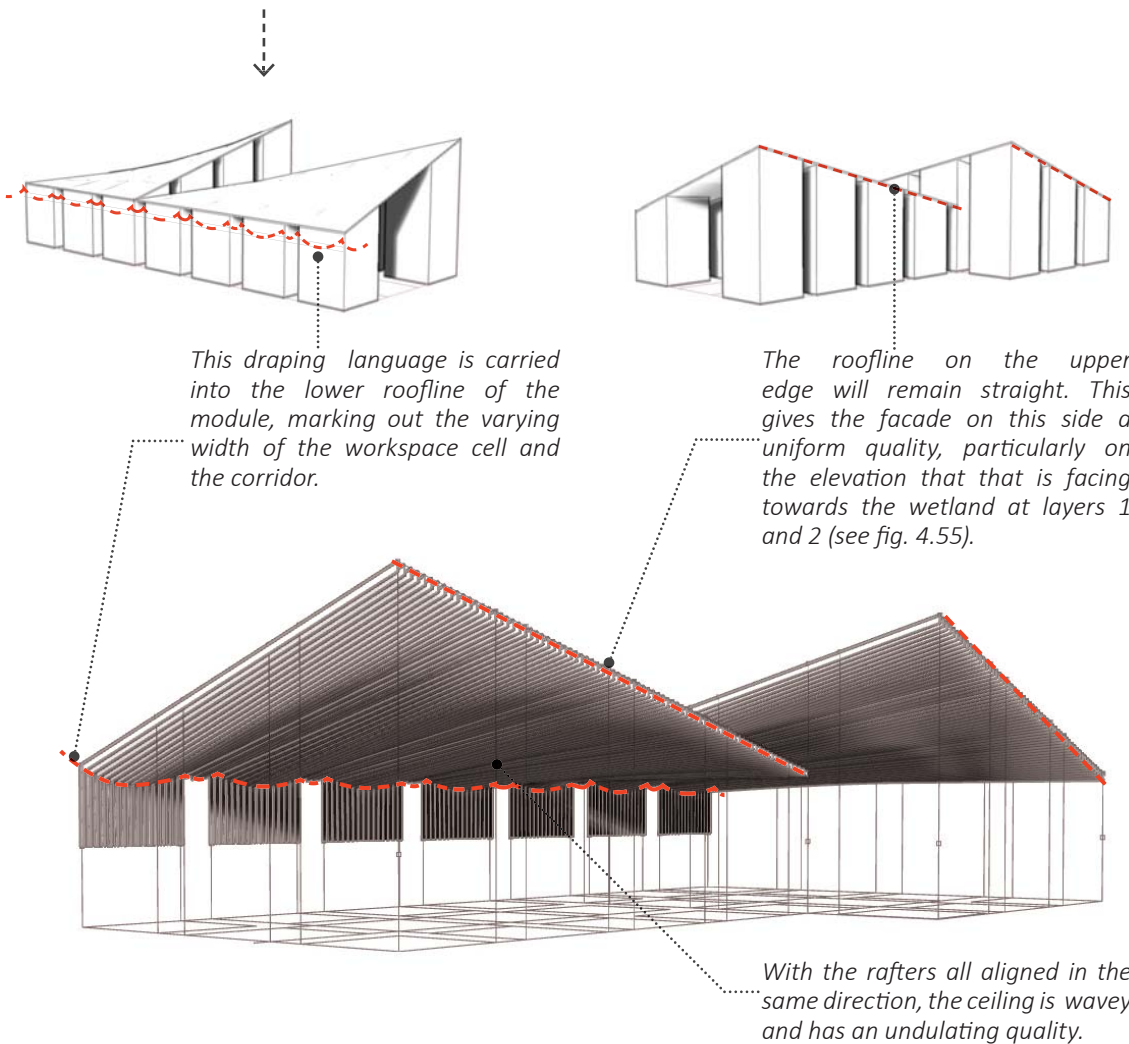 This draping language is carried
into the lower roofline of the
module, marking out the varying
width of the workspace cell and
the corridor.
The roofline on the upper
edge will remain straight. This
gives the facade on this side a
uniform quality, particularly on
the elevation that that is facing
towards the wetland at layers 1
and 2 (see fig. 4.55).
With the rafters all aligned in the
same direction, the ceiling is wavey
and has an undulating quality.